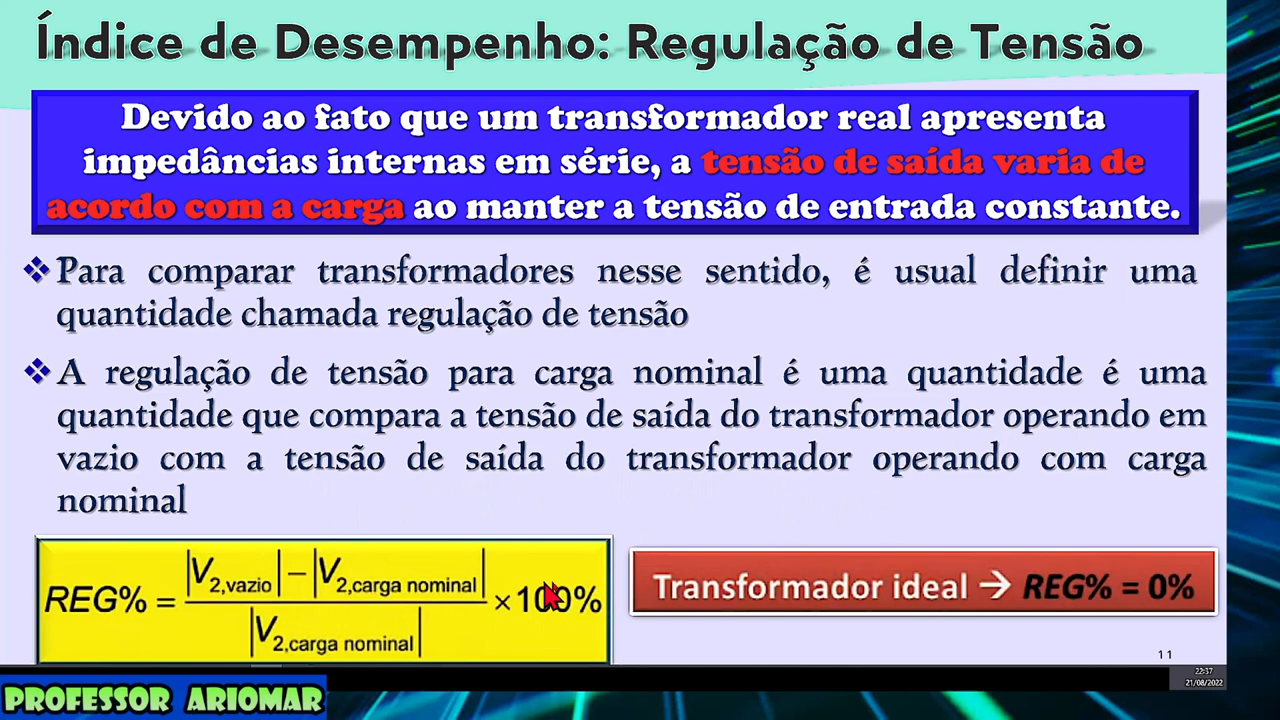 Índice de Desempenho: Regulação de Tensão
Devido ao fato que um transformador real apresenta
impedâncias internas em série, a tensão de saída varia de
acordo com a carga ao manter a tensão de entrada constante.
❖ Para comparar transformadores nesse sentido, é usual definir uma
quantidade chamada regulação de tensão
❖ A regulação de tensão para carga nominal é uma quantidade é uma
quantidade que compara a tensão de saída do transformador operando em
vazio com a tensão de saída do transformador operando com carga
nominal
|V2,vazio| − |V2,carga nominal|
REG% = ×100%
|V2,carga nominal|
Transformador ideal → REG% = 0%
11
22:37
21/08/2022
PROFESSOR ARIOMAR